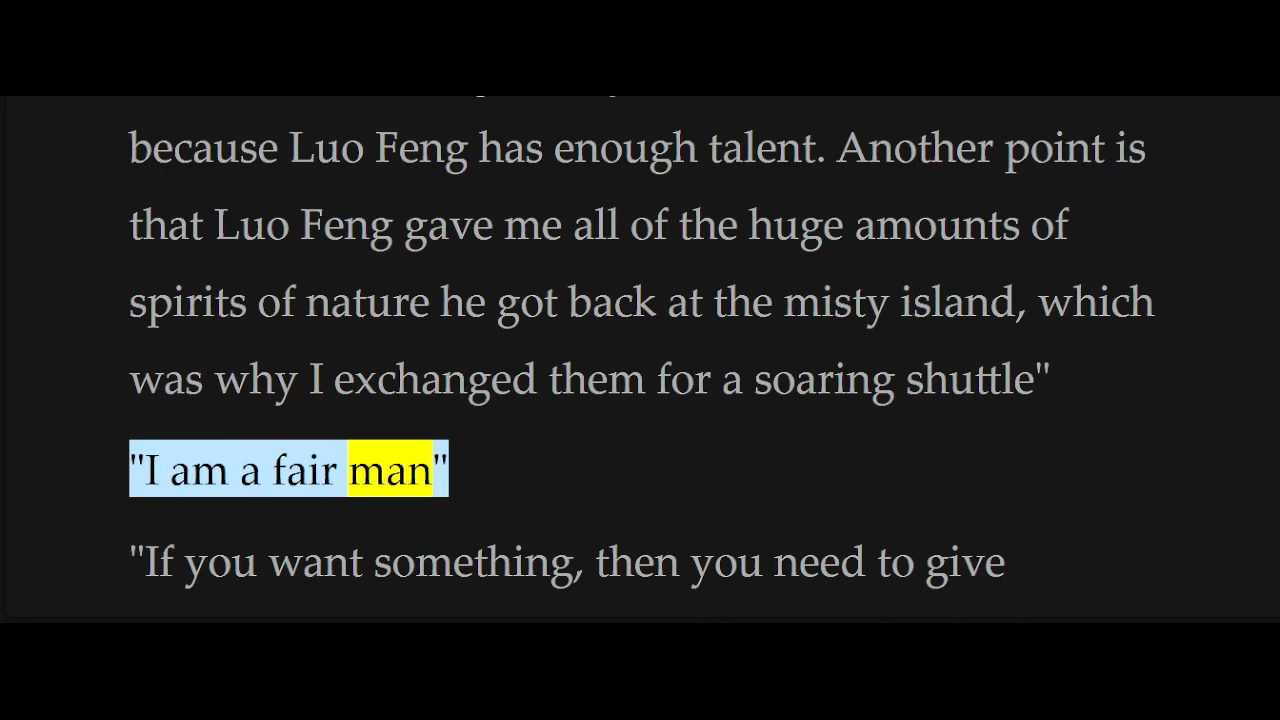 because Luo Feng has enough talent. Another point is
that Luo Feng gave me all of the huge amounts of
spirits of nature he got back at the misty island, which
was why I exchanged them for a soaring shuttle"
"I am a fair man"
"If you want something, then you need to give